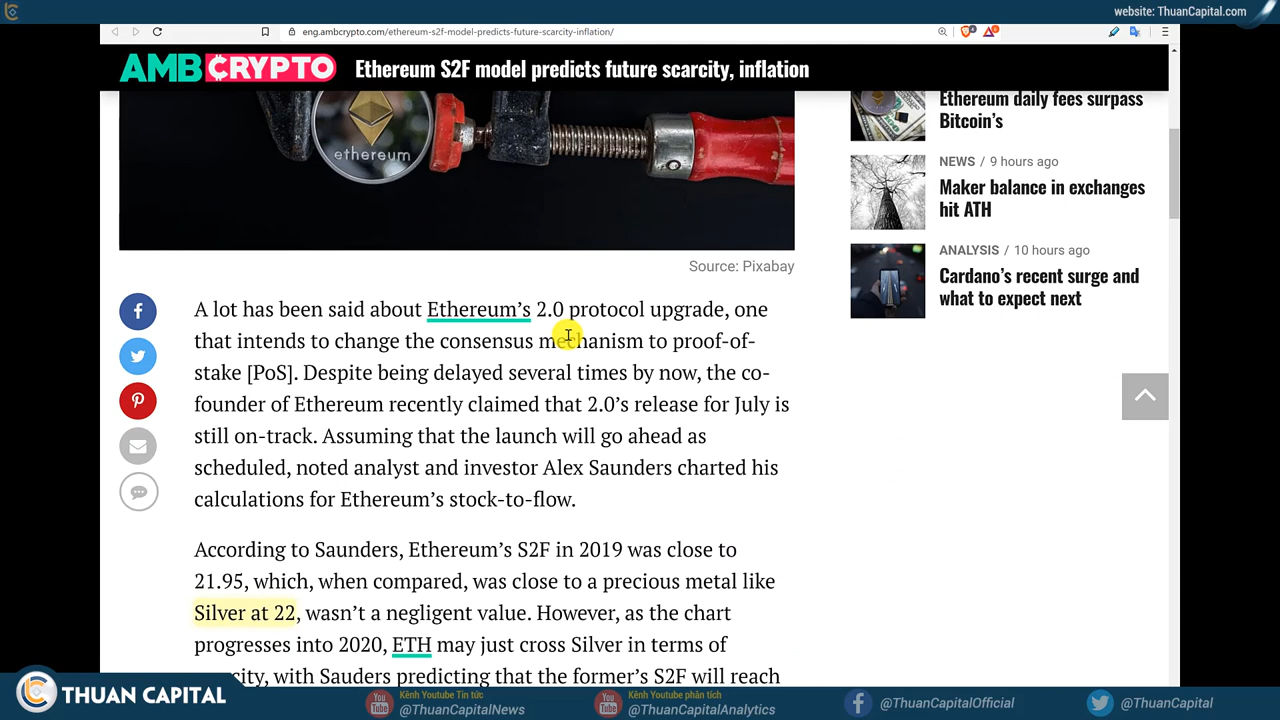 website: ThuanCapital.com
eng.ambcrypto.com/ethereum-s2f-model-predicts-future-scarcity-inflation/
AMBCRYPTO
Ethereum S2F model predicts future scarcity, inflation
ethereum
Source: Pixabay
A lot has been said about Ethereum's 2.0 protocol upgrade, one
that intends to change the consensus mechanism to proof-of-
stake [PoS]. Despite being delayed several times by now, the co-
founder of Ethereum recently claimed that 2.0's release for July is
still on-track. Assuming that the launch will go ahead as
scheduled, noted analyst and investor Alex Saunders charted his
calculations for Ethereum's stock-to-flow.
According to Saunders, Ethereum's S2F in 2019 was close to
21.95, which, when compared, was close to a precious metal like
Silver at 22, wasn't a negligent value. However, as the chart
progresses into 2020, ETH may just cross Silver in terms of
with Sauders predicting that the former's S2F will reach
Ethereum daily fees surpass
Bitcoin's
NEWS / 9 hours ago
Maker balance in exchanges
hit ATH
ANALYSIS / 10 hours ago
Cardano's recent surge and
what to expect next
THUAN CAPITAL
Kênh Youtube Tin tức
@ThuanCapitalNews
Kênh Youtube phân tích
@ThuanCapitalAnalytics
@ThuanCapitalOfficial
@ThuanCapital